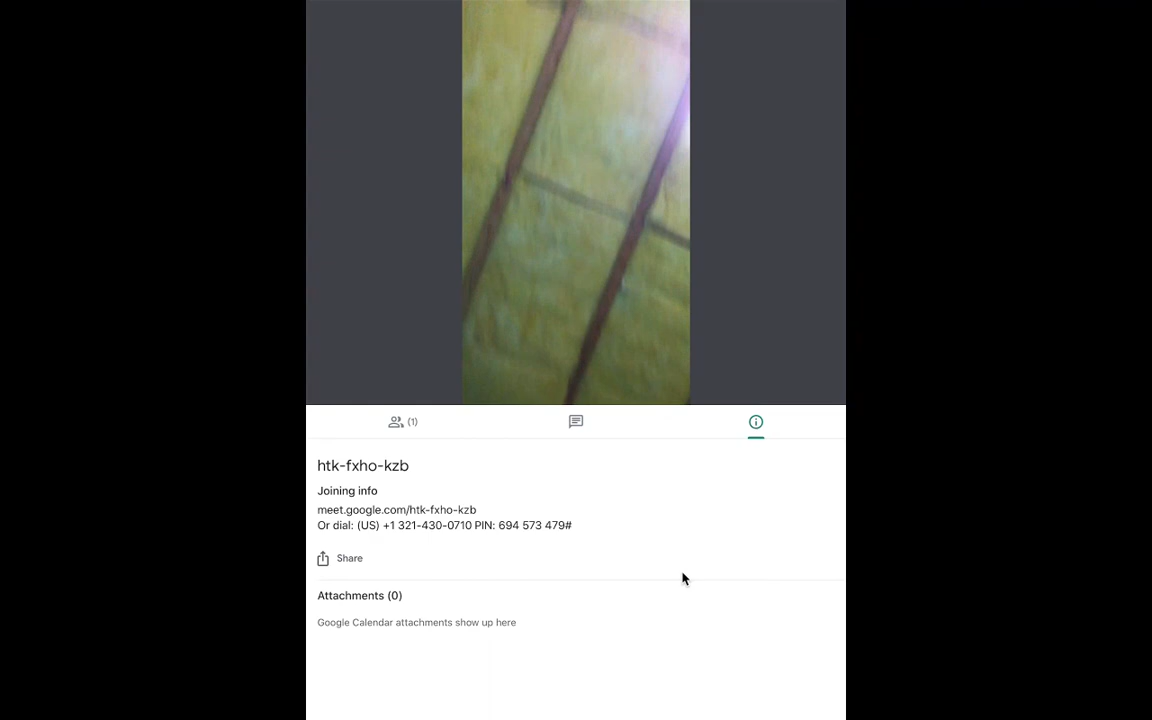 (1)
htk-fxho-kzb
Joining info
meet.google.com/htk-fxho-kzb
Or dial: (US) +1 321-430-0710 PIN: 694 573 479#
Share
Attachments (0)
Google Calendar attachments show up here